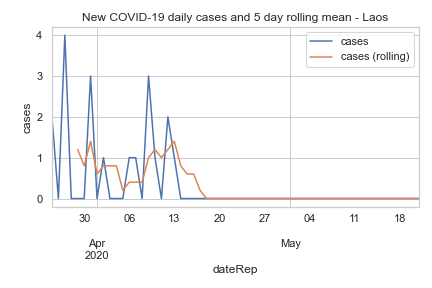 New COVID-19 daily cases and 5 day rolling mean - Laos
cases
cases (rolling)
4
3
2
1
0
cases
30 06 13 20 27 04 11 18
Apr May
2020
dateRep